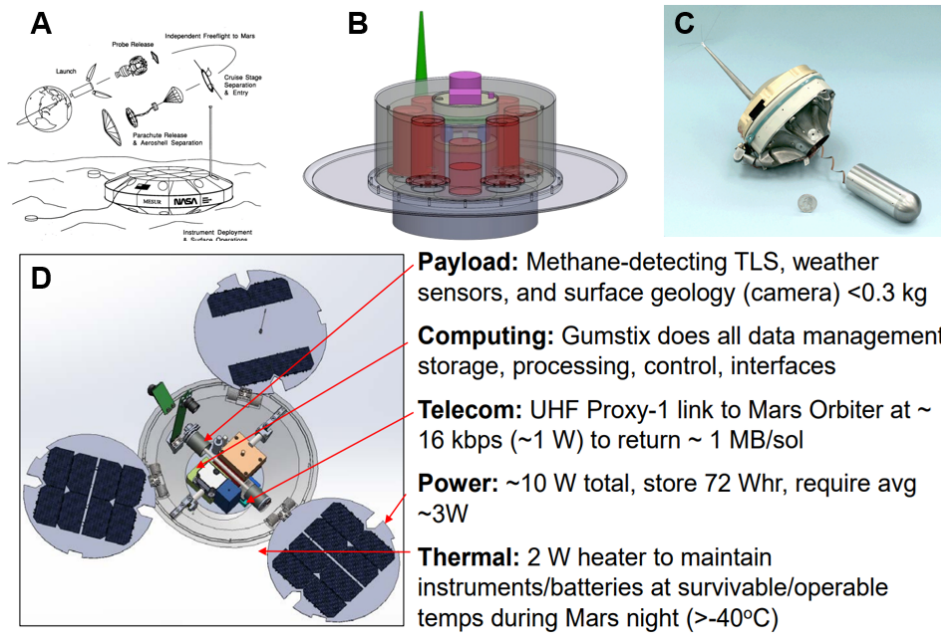 A
Independent Freeflight to Mars
Probe Release
Launch
Cruise Stage
Separation
& Entry
Parachute Release
& Aeroshell Separation
MESUR
NASA
Instrument Deployment
& Surface Operations
B
C
D
Payload: Methane-detecting TLS, weather
sensors, and surface geology (camera) <0.3 kg
Computing: Gumstix does all data management
storage, processing, control, interfaces
Telecom: UHF Proxy-1 link to Mars Orbiter at ~
16 kbps (~1 W) to return ~ 1 MB/sol
Power: ~10 W total, store 72 Whr, require avg
~3W
Thermal: 2 W heater to maintain
instruments/batteries at survivable/operable
temps during Mars night (>-40°C)